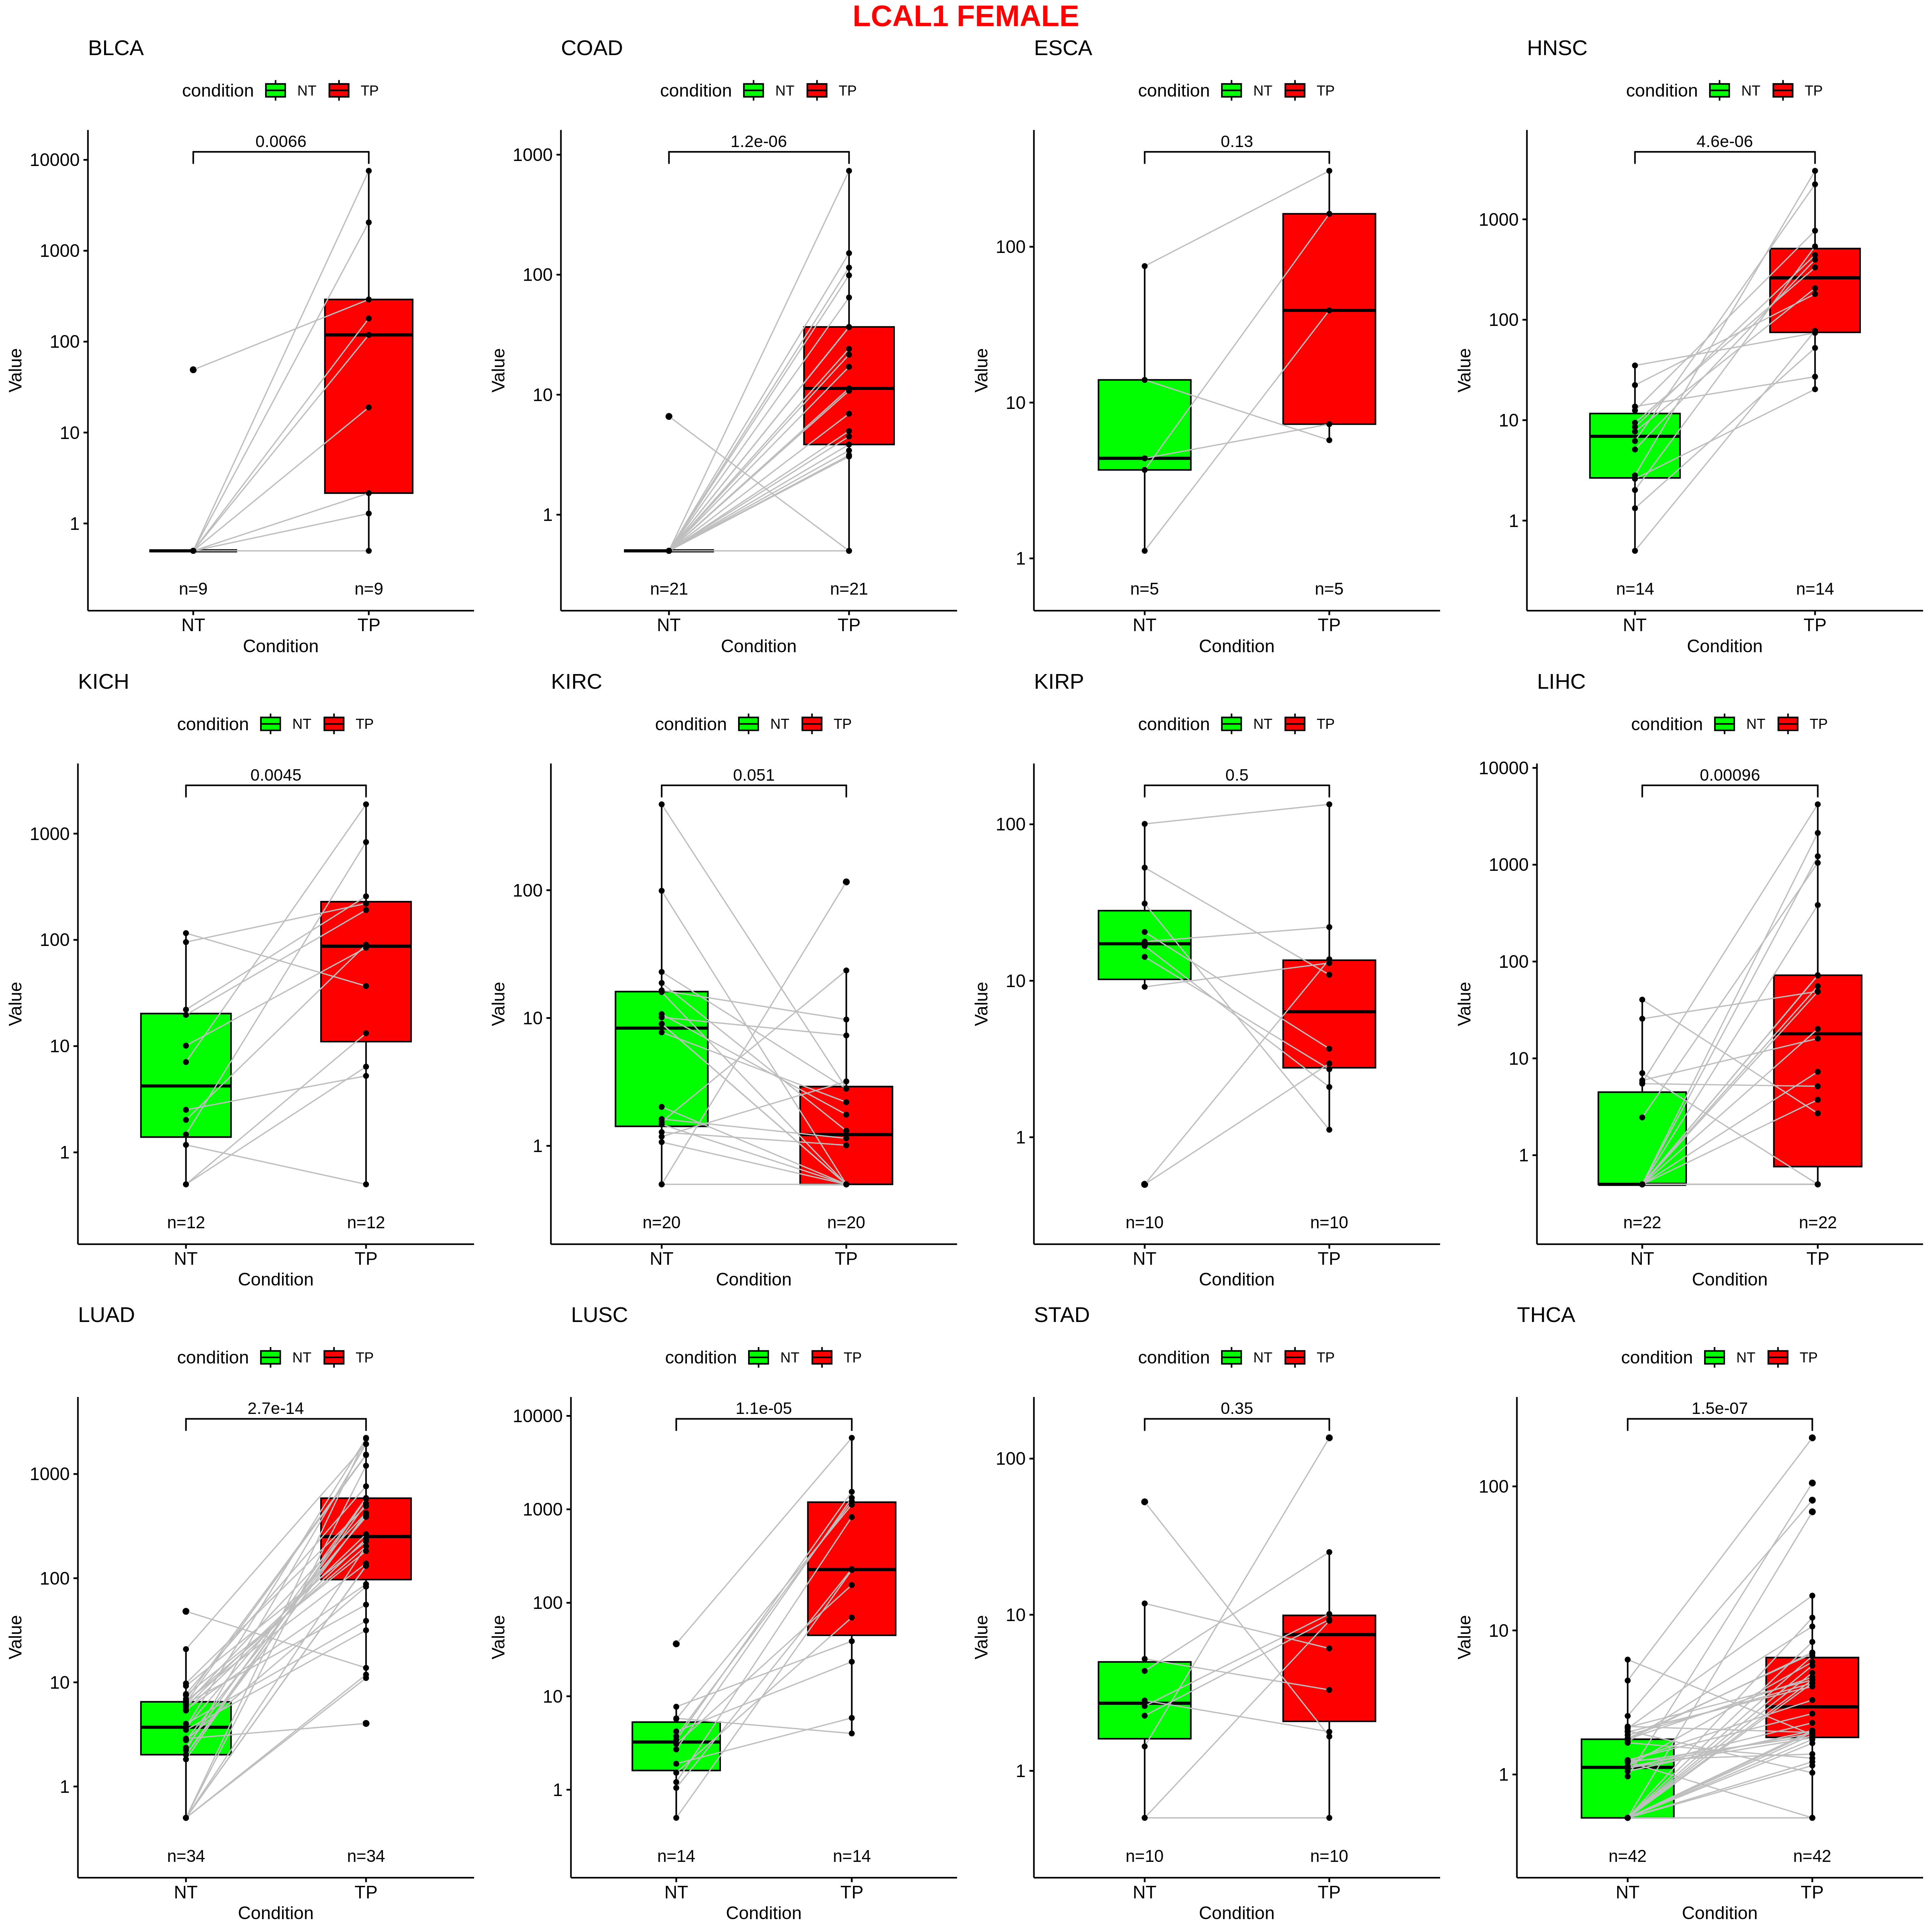 LCAL1 FEMALE
BLCA
condition NT TP
0.0066
10000
1000
100
10
1
Value
n=9 n=9
NT TP
Condition
COAD
condition NT TP
1.2e-06
1000
100
10
1
Value
n=21 n=21
NT TP
Condition
ESCA
condition NT TP
0.13
100
10
1
Value
n=5 n=5
NT TP
Condition
HNSC
condition NT TP
4.6e-06
1000
100
10
1
Value
n=14 n=14
NT TP
Condition
KICH
condition NT TP
0.0045
1000
100
10
1
Value
n=12 n=12
NT TP
Condition
KIRC
condition NT TP
0.051
100
10
1
Value
n=20 n=20
NT TP
Condition
KIRP
condition NT TP
0.5
100
10
1
Value
n=10 n=10
NT TP
Condition
LIHC
condition NT TP
0.00096
10000
1000
100
10
1
Value
n=22 n=22
NT TP
Condition
LUAD
condition NT TP
2.7e-14
1000
100
10
1
Value
n=34 n=34
NT TP
Condition
LUSC
condition NT TP
1.1e-05
10000
1000
100
10
1
Value
n=14 n=14
NT TP
Condition
STAD
condition NT TP
0.35
100
10
1
Value
n=10 n=10
NT TP
Condition
THCA
condition NT TP
1.5e-07
100
10
1
Value
n=42 n=42
NT TP
Condition